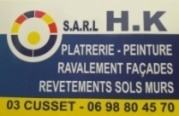 S.A.R.L H.K
PLATRERIE - PEINTURE
RAVALEMENT FAÇADES
REVETEMENTS SOLS MURS
03 CUSSET - 06 98 80 45 70